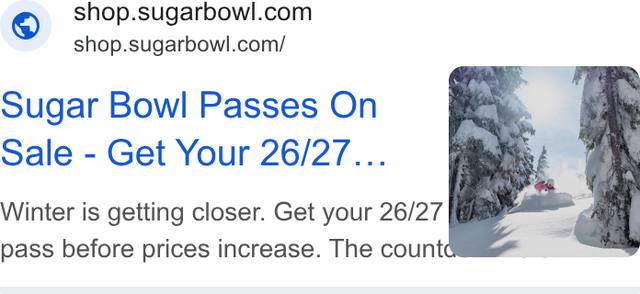 shop.sugarbowl.com
shop.sugarbowl.com/
Sugar Bowl Passes On
Sale - Get Your 26/27...
Winter is getting closer. Get your 26/27
pass before prices increase. The